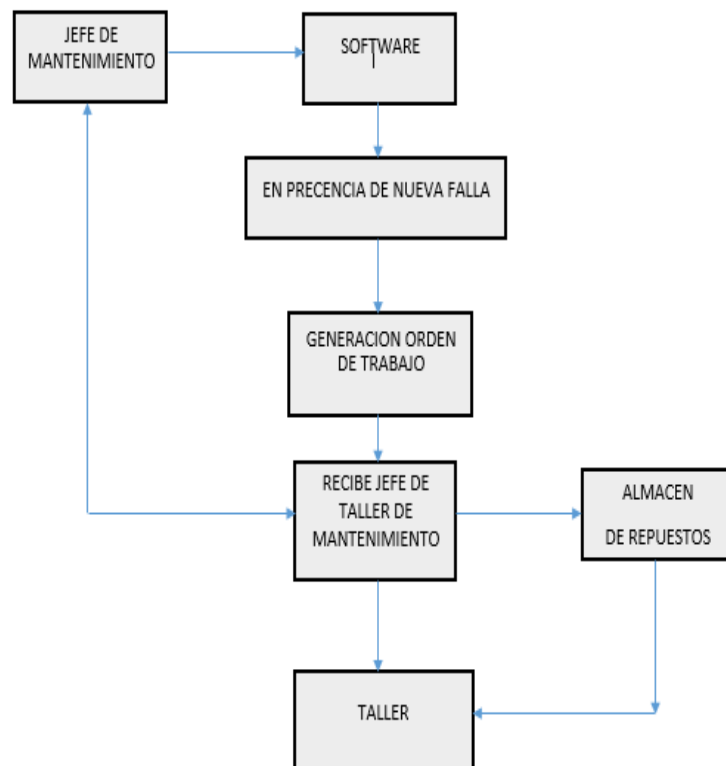 JEFE DE
MANTENIMIENTO
SOFTWARE
EN PRECENCIA DE NUEVA FALLA
GENERACION ORDEN
DE TRABAJO
RECIBE JEFE DE
TALLER DE
MANTENIMIENTO
ALMACEN
DE REPUESTOS
TALLER